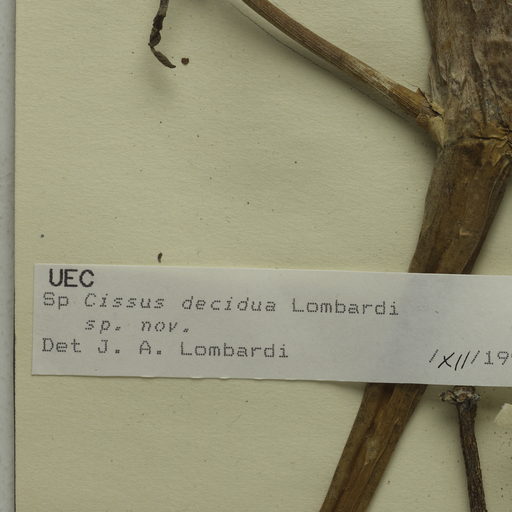 UEC
Sp Cissus decidua Lombardi
sp. nov.
Det J. A. Lombardi
/XII/19